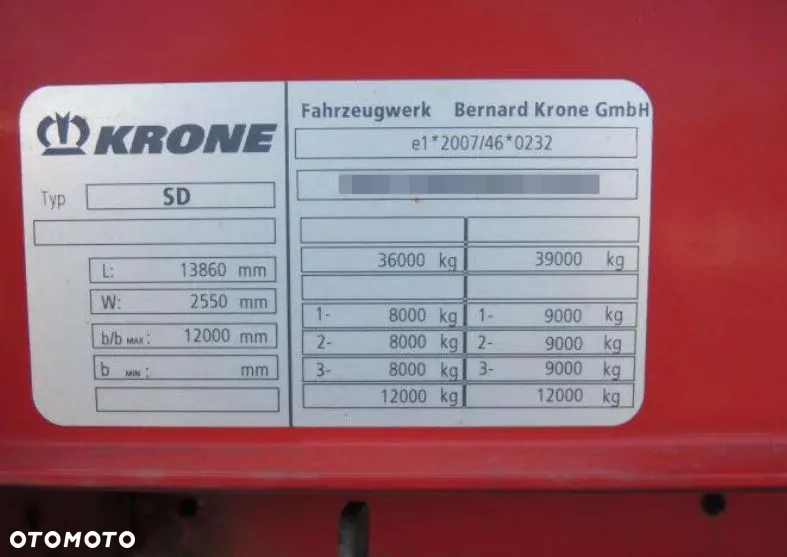 KRONE
Typ SD
L: 13860 mm
W: 2550 mm
b/b MAX: 12000 mm
b MIN: mm
Fahrzeugwerk Bernard Krone GmbH
e1*2007/46*0232
36000 kg 39000 kg
1- 8000 kg 1- 9000 kg
2- 8000 kg 2- 9000 kg
3- 8000 kg 3- 9000 kg
12000 kg 12000 kg
OTOMOTO